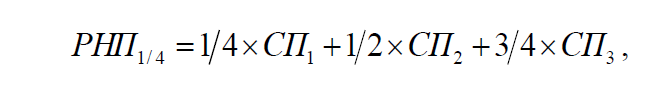 РНП₁/₄ = 1/4×СП₁ + 1/2×СП₂ + 3/4×СП₃ ,